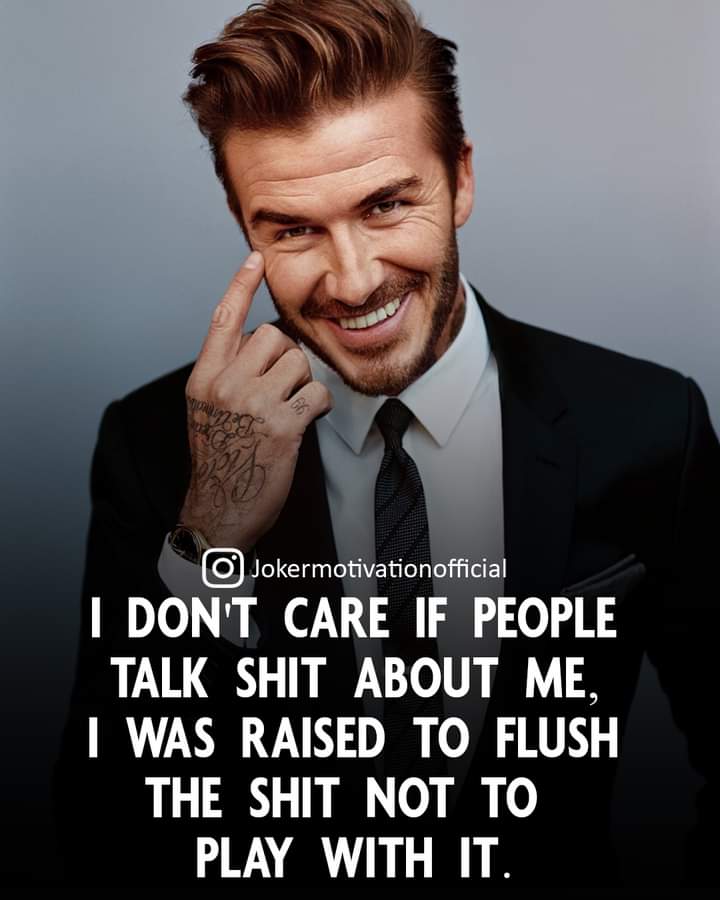 Jokermotivationofficial
I DON'T CARE IF PEOPLE
TALK SHIT ABOUT ME,
I WAS RAISED TO FLUSH
THE SHIT NOT TO
PLAY WITH IT.